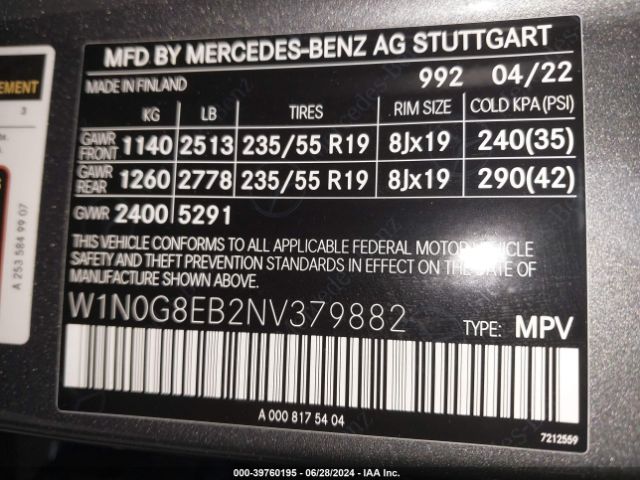 MFD BY MERCEDES-BENZ AG STUTTGART
MADE IN FINLAND 992 04/22
KG LB TIRES RIM SIZE COLD KPA (PSI)
GAWR FRONT 1140 2513 235/55 R19 8Jx19 240(35)
GAWR REAR 1260 2778 235/55 R19 8Jx19 290(42)
GVWR 2400 5291
THIS VEHICLE CONFORMS TO ALL APPLICABLE FEDERAL MOTOR VEHICLE
SAFETY AND THEFT PREVENTION STANDARDS IN EFFECT ON THE DATE OF
MANUFACTURE SHOWN ABOVE.
W1N0G8EB2NV379882
TYPE: MPV
A 000 817 54 04
7212559
EMENT
3
A 253 584 99 07
000-39760195 - 06/28/2024 - IAA Inc.